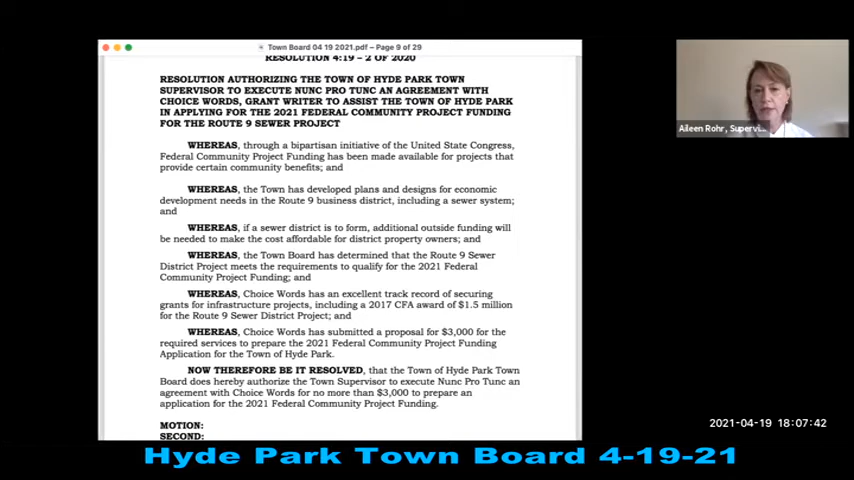 Town Board 04 19 2021.pdf – Page 9 of 29
RESOLUTION 4:19 – 2 OF 2020
RESOLUTION AUTHORIZING THE TOWN OF HYDE PARK TOWN
SUPERVISOR TO EXECUTE NUNC PRO TUNC AN AGREEMENT WITH
CHOICE WORDS, GRANT WRITER TO ASSIST THE TOWN OF HYDE PARK
IN APPLYING FOR THE 2021 FEDERAL COMMUNITY PROJECT FUNDING
FOR THE ROUTE 9 SEWER PROJECT
WHEREAS, through a bipartisan initiative of the United State Congress,
Federal Community Project Funding has been made available for projects that
provide certain community benefits; and
WHEREAS, the Town has developed plans and designs for economic
development needs in the Route 9 business district, including a sewer system;
and
WHEREAS, if a sewer district is to form, additional outside funding will
be needed to make the cost affordable for district property owners; and
WHEREAS, the Town Board has determined that the Route 9 Sewer
District Project meets the requirements to qualify for the 2021 Federal
Community Project Funding; and
WHEREAS, Choice Words has an excellent track record of securing
grants for infrastructure projects, including a 2017 CFA award of $1.5 million
for the Route 9 Sewer District Project; and
WHEREAS, Choice Words has submitted a proposal for $3,000 for the
required services to prepare the 2021 Federal Community Project Funding
Application for the Town of Hyde Park.
NOW THEREFORE BE IT RESOLVED, that the Town of Hyde Park Town
Board does hereby authorize the Town Supervisor to execute Nunc Pro Tunc an
agreement with Choice Words for no more than $3,000 to prepare an
application for the 2021 Federal Community Project Funding.
MOTION:
SECOND:
Aileen Rohr, Supervi...
2021-04-19 18:07:42
Hyde Park Town Board 4-19-21